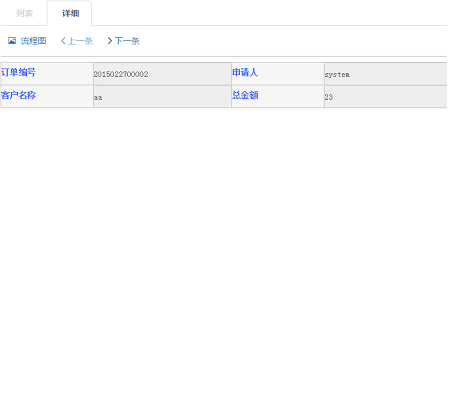 列表 详细
流程图 上一条 下一条
订单编号 2015022700002 申请人 system
客户名称 aa 总金额 23